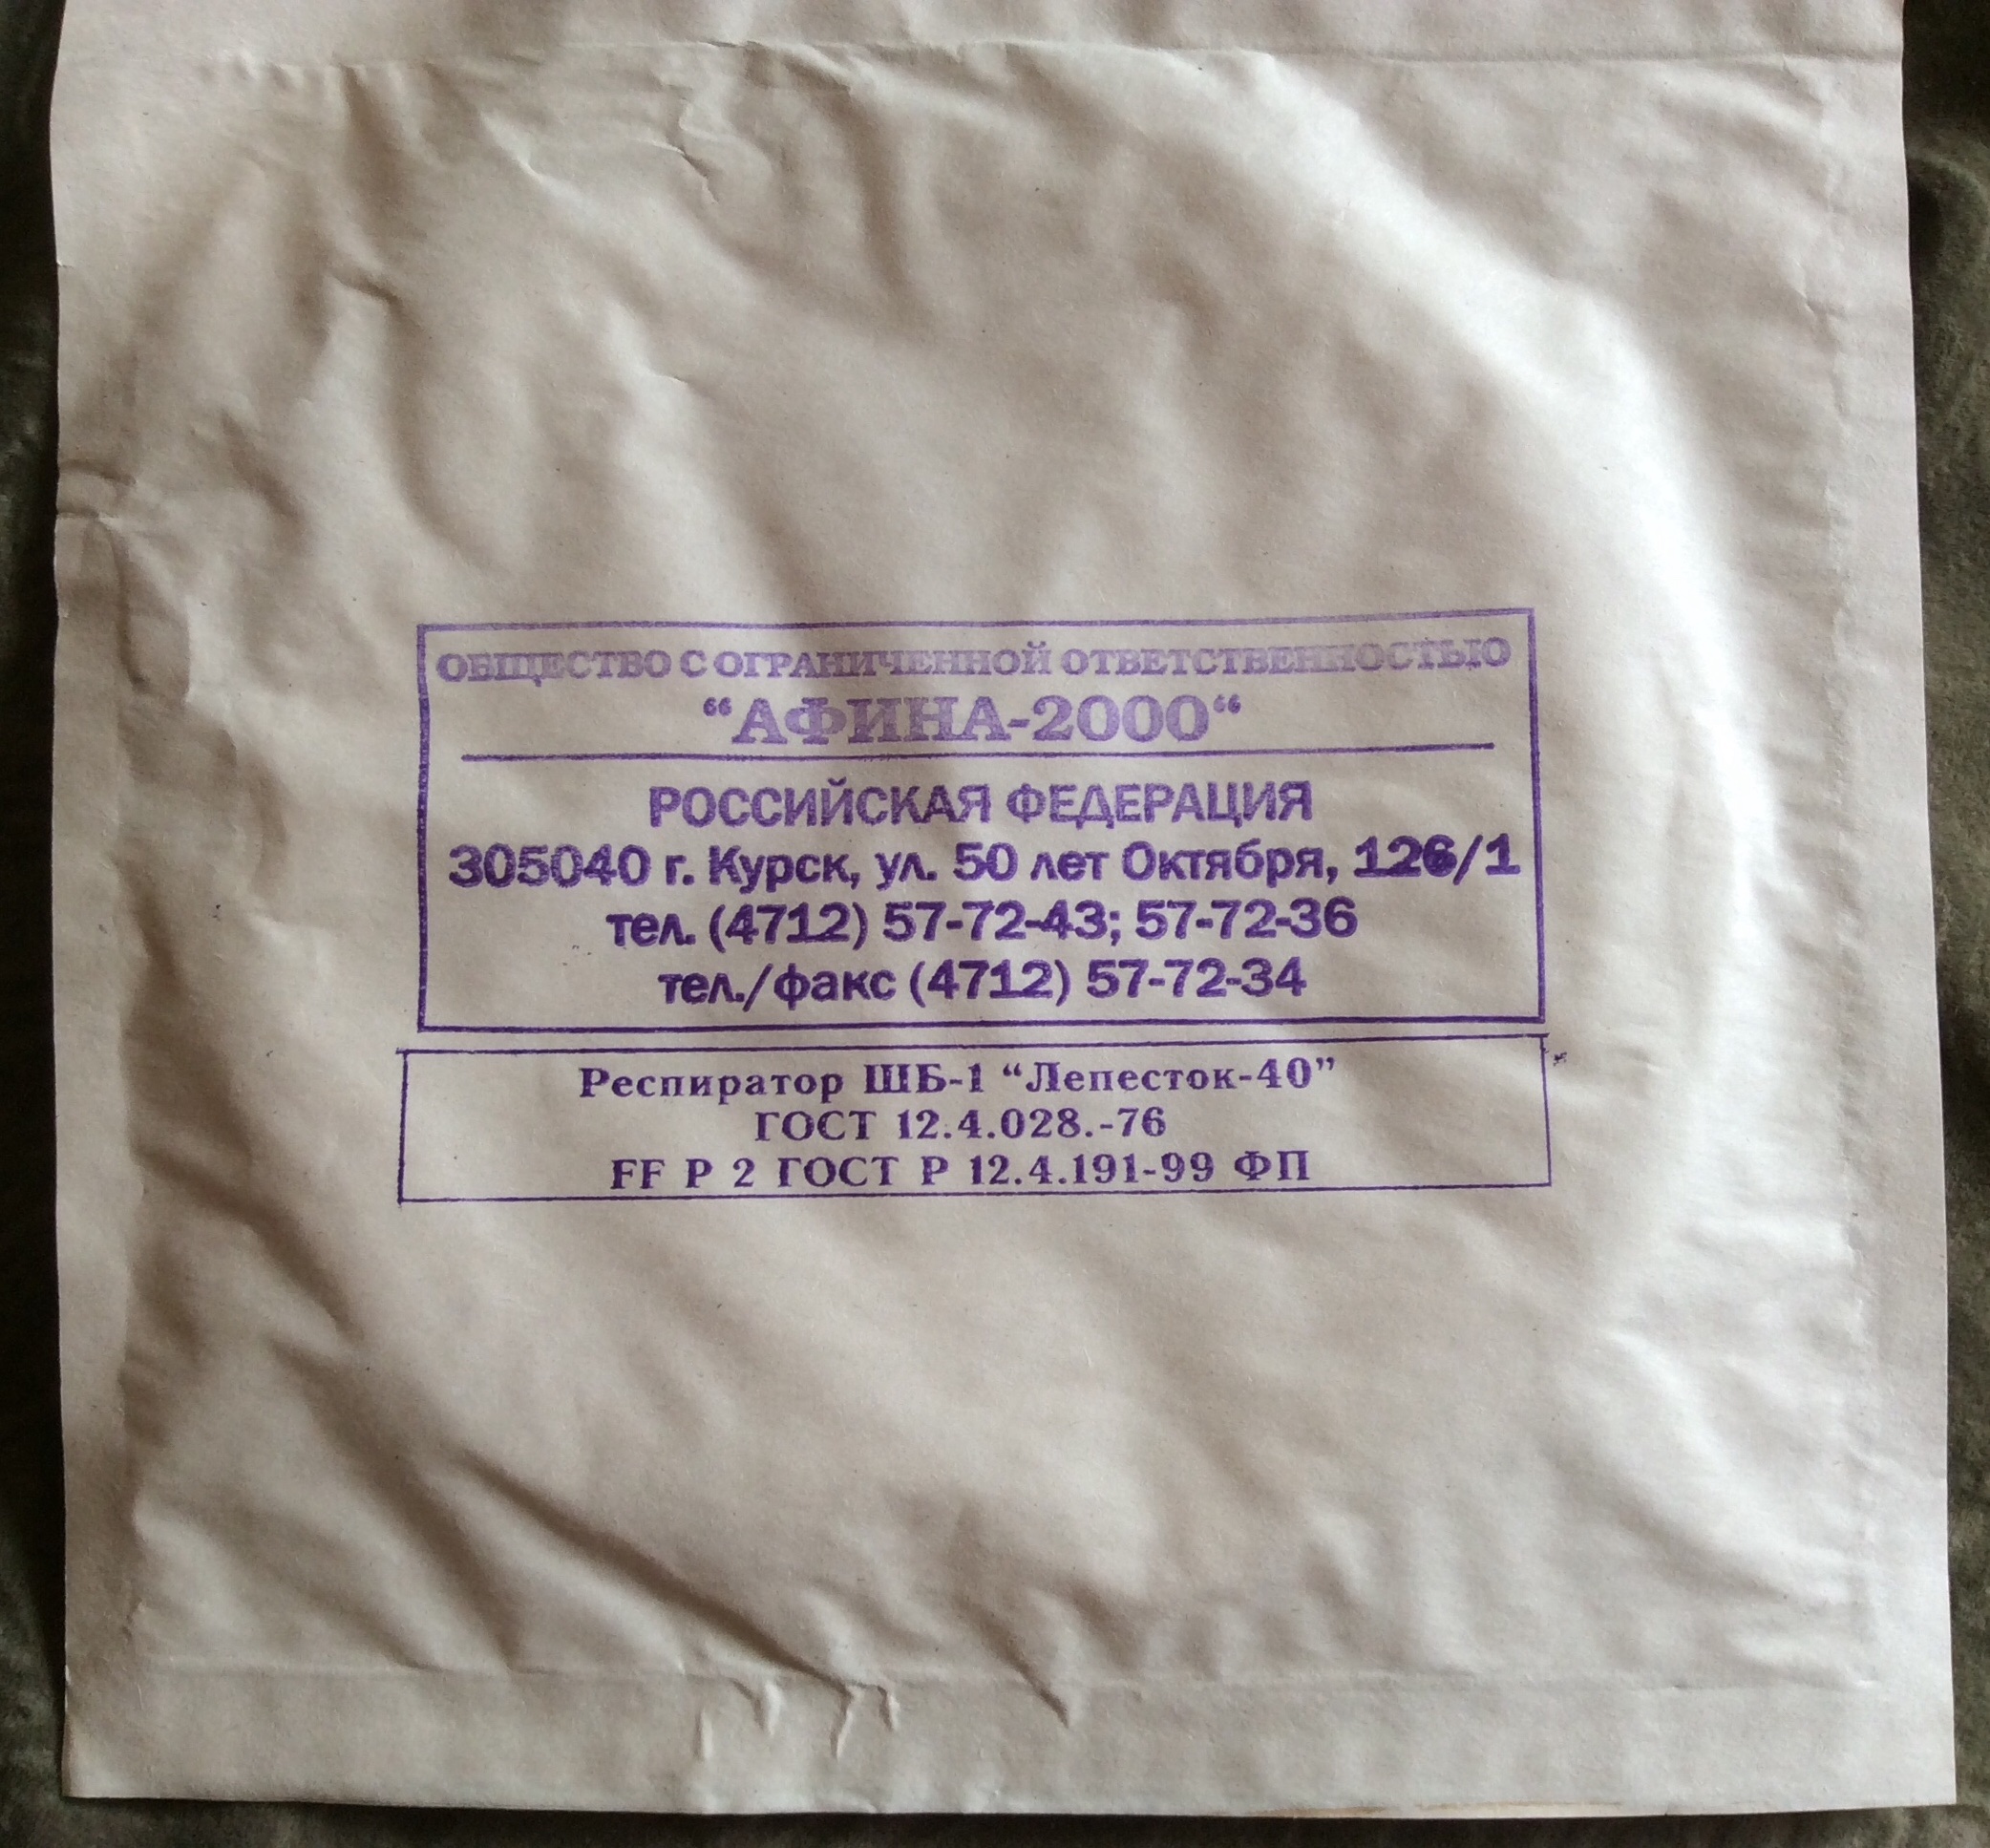 ОБЩЕСТВО С ОГРАНИЧЕННОЙ ОТВЕТСТВЕННОСТЬЮ
“АФИНА-2000“
РОССИЙСКАЯ ФЕДЕРАЦИЯ
305040 г. Курск, ул. 50 лет Октября, 126/1
тел. (4712) 57-72-43; 57-72-36
тел./факс (4712) 57-72-34
Респиратор ШБ-1 “Лепесток-40”
ГОСТ 12.4.028.-76
FF P 2 ГОСТ Р 12.4.191-99 ФП